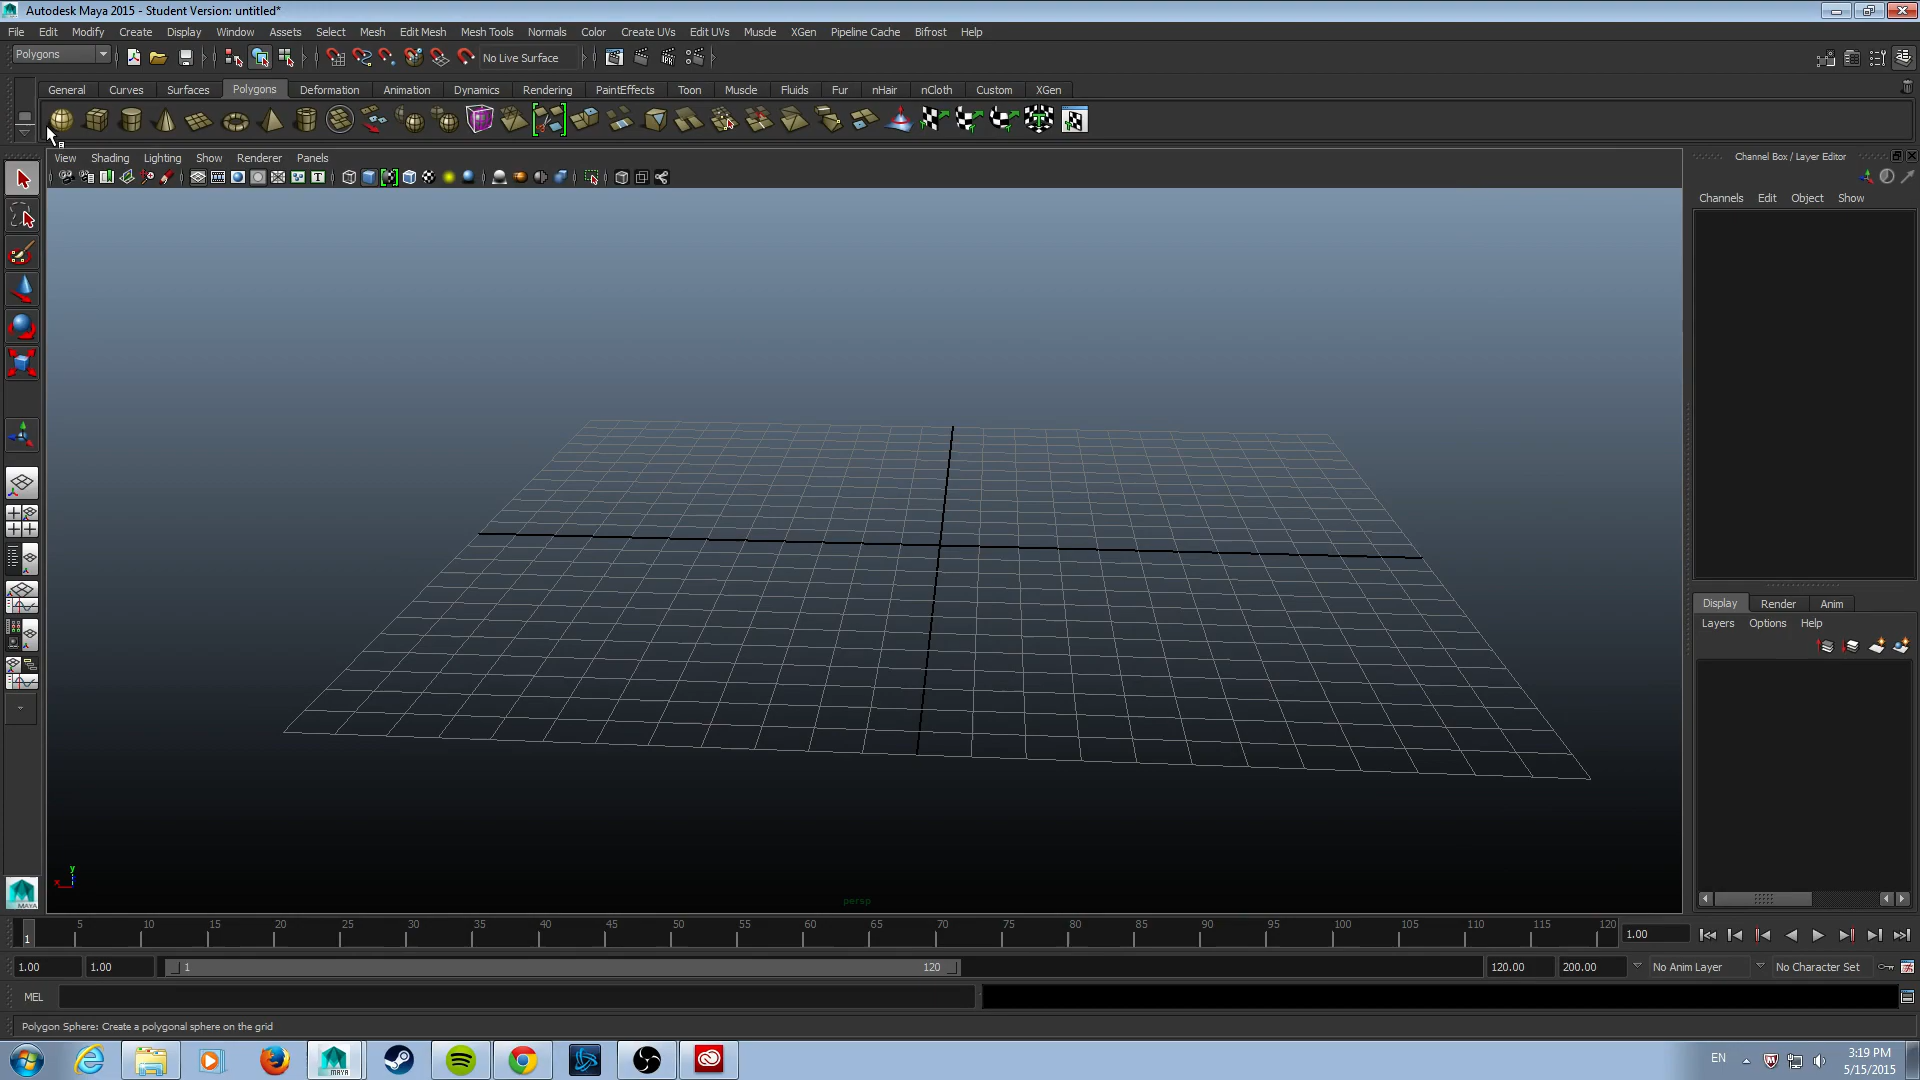 Autodesk Maya 2015 - Student Version: untitled*
File Edit Modify Create Display Window Assets Select Mesh Edit Mesh Mesh Tools Normals Color Create UVs Edit UVs Muscle XGen Pipeline Cache Bifrost Help
Polygons No Live Surface
General Curves Surfaces Polygons Deformation Animation Dynamics Rendering PaintEffects Toon Muscle Fluids Fur nHair nCloth Custom XGen
View Shading Lighting Show Renderer Panels
Channel Box / Layer Editor
Channels Edit Object Show
Display Render Anim
Layers Options Help
y
x
persp
MAYA
5 10 15 20 25 30 35 40 45 50 55 60 65 70 75 80 85 90 95 100 105 110 115 120
1 1.00
1.00 1.00 1 120 120.00 200.00 No Anim Layer No Character Set
MEL
Polygon Sphere: Create a polygonal sphere on the grid
MAYA
EN 3:19 PM
5/15/2015